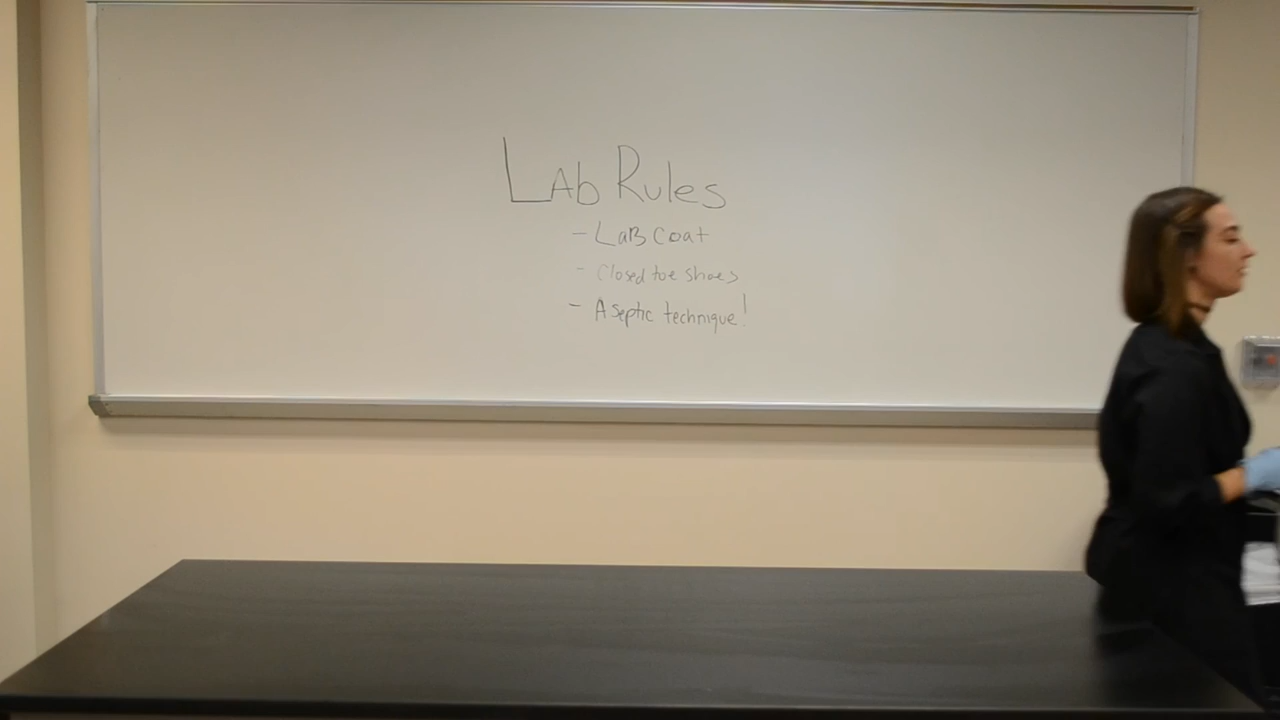 LAb Rules
- LaB coat
- Closed toe shoes
- Aseptic technique!